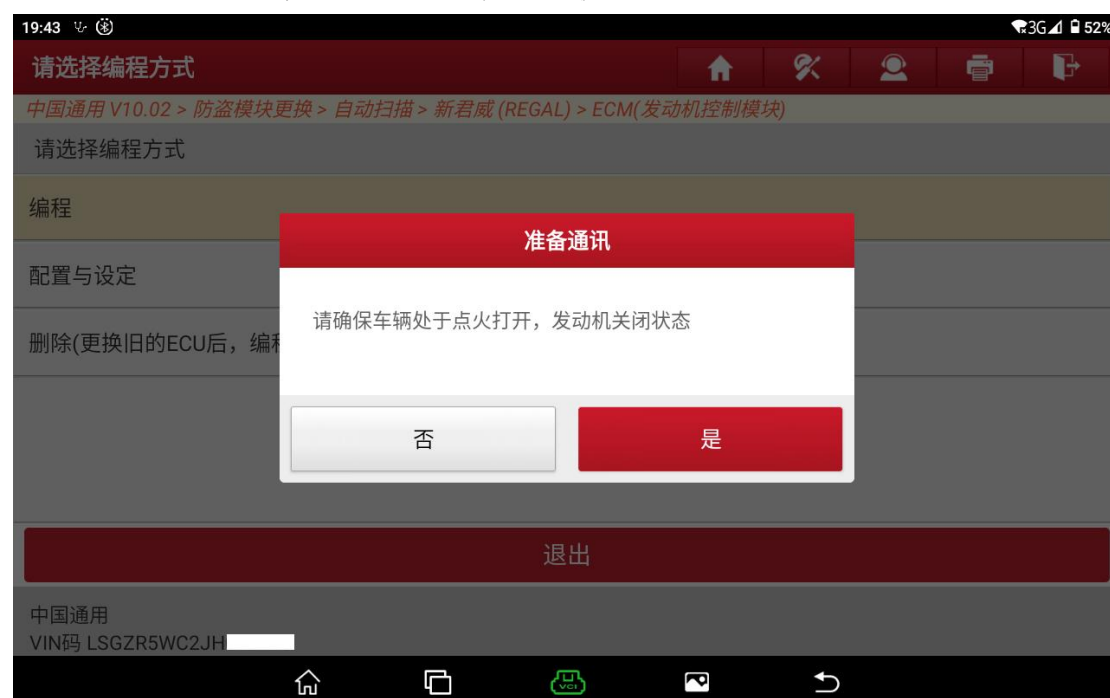 19:43
3G 52%
请选择编程方式
中国通用 V10.02 > 防盗模块更换 > 自动扫描 > 新君威 (REGAL) > ECM(发动机控制模块)
请选择编程方式
编程
配置与设定
删除(更换旧的ECU后，编程
准备通讯
请确保车辆处于点火打开，发动机关闭状态
否
是
退出
中国通用
VIN码 LSGZR5WC2JH
VCI